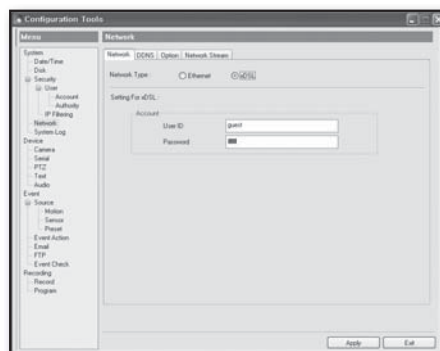 Configuration Tools
Menu
System
Date/Time
Disk
Security
User
Account
Authority
IP Filtering
Network
System Log
Device
Camera
Serial
PTZ
Text
Audio
Event
Source
Motion
Sensor
Preset
Event Action
Email
FTP
Event Check
Recording
Record
Program
Network
Network DDNS Option Network Stream
Network Type : Ethernet xDSL
Setting For xDSL :
Account
User ID guest
Password
Apply Exit